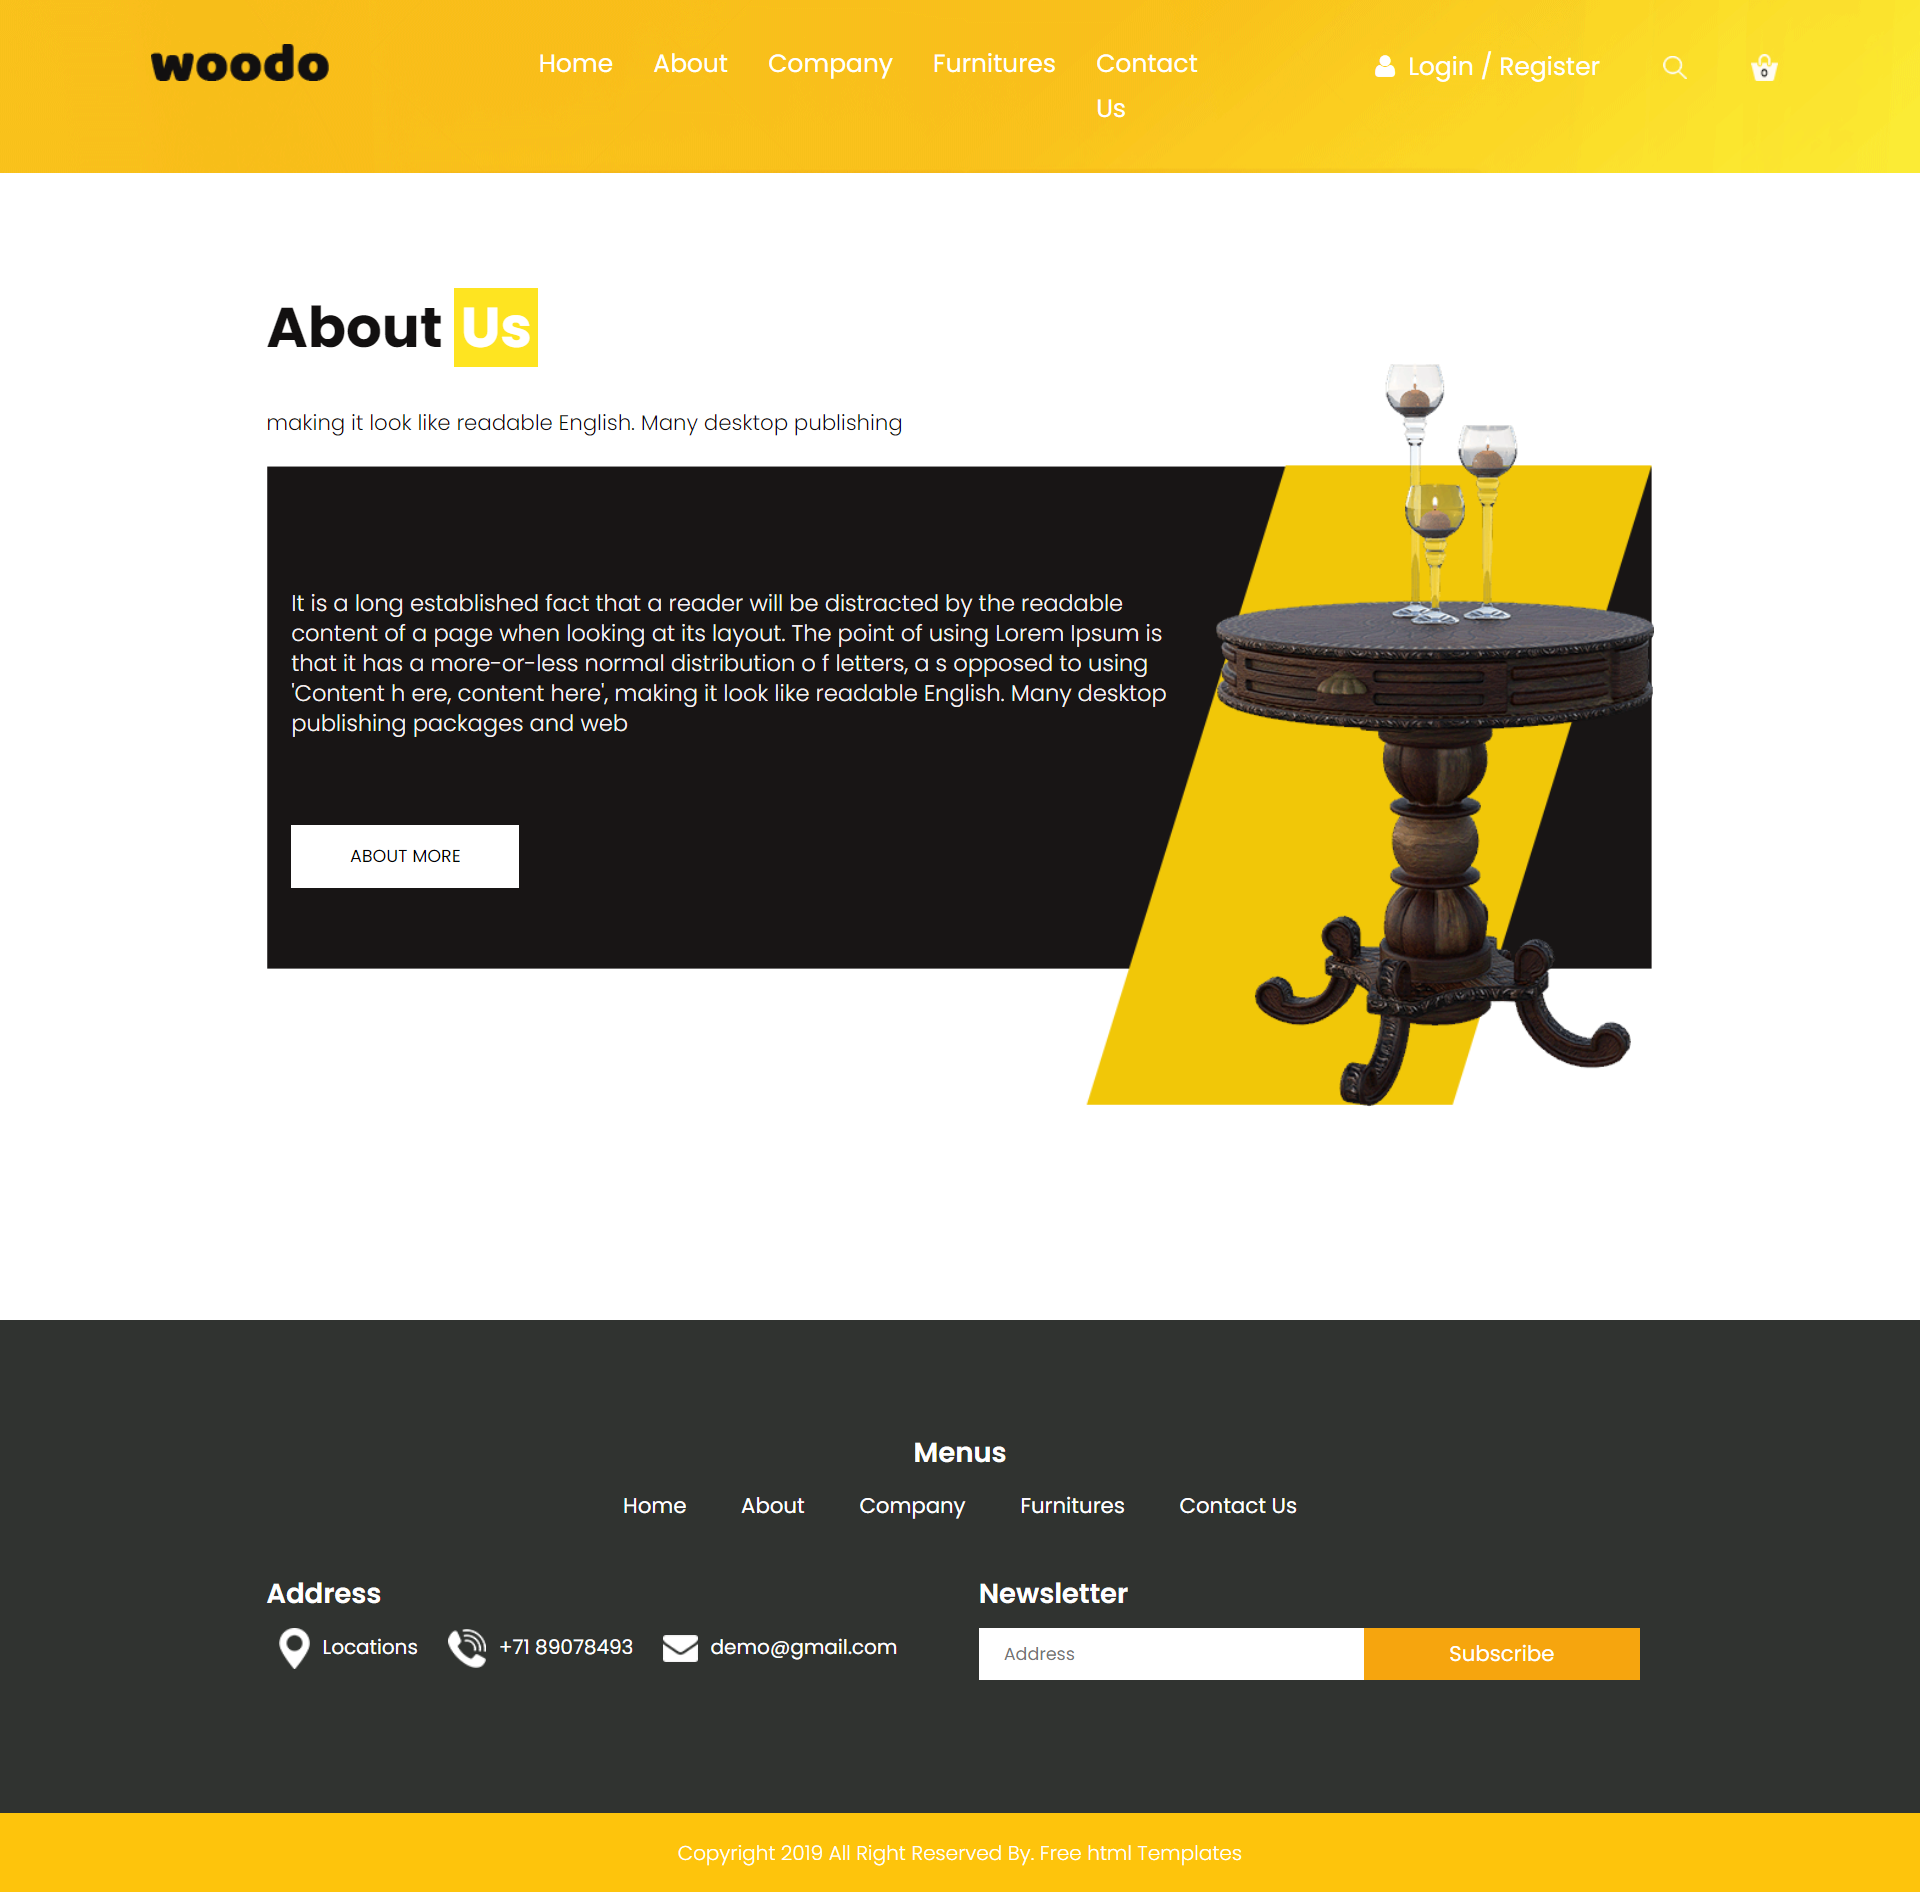 woodo
Home About Company Furnitures Contact
Us
Login / Register
0
About Us
making it look like readable English. Many desktop publishing
It is a long established fact that a reader will be distracted by the readable
content of a page when looking at its layout. The point of using Lorem Ipsum is
that it has a more-or-less normal distribution o f letters, a s opposed to using
'Content h ere, content here', making it look like readable English. Many desktop
publishing packages and web
ABOUT MORE
Menus
Home About Company Furnitures Contact Us
Address
Locations +71 89078493 demo@gmail.com
Newsletter
Address Subscribe
Copyright 2019 All Right Reserved By. Free html Templates